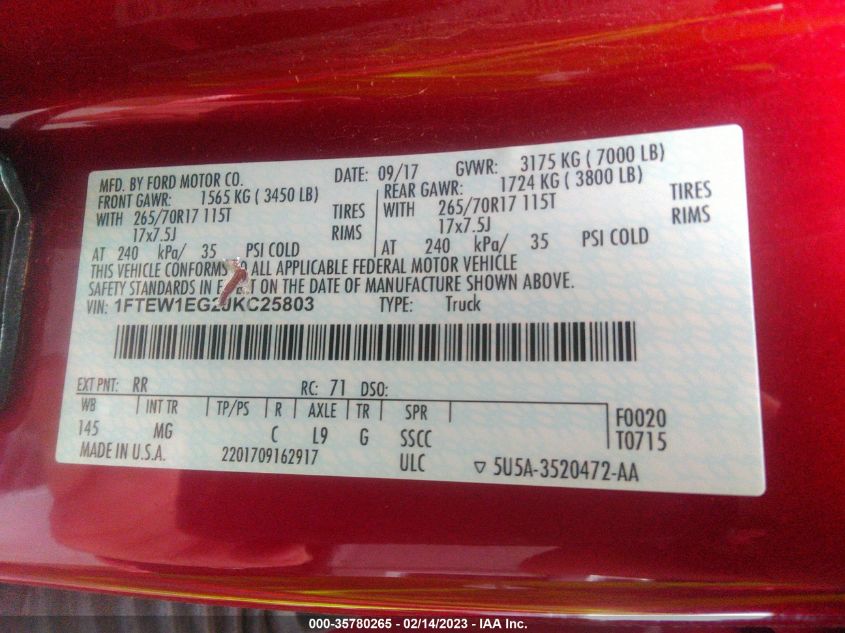 MFD. BY FORD MOTOR CO. DATE: 09/17 GVWR: 3175 KG ( 7000 LB)
FRONT GAWR: 1565 KG ( 3450 LB) REAR GAWR: 1724 KG ( 3800 LB)
WITH 265/70R17 115T TIRES WITH 265/70R17 115T TIRES
17x7.5J RIMS 17x7.5J RIMS
AT 240 kPa/ 35 PSI COLD AT 240 kPa/ 35 PSI COLD
THIS VEHICLE CONFORMS TO ALL APPLICABLE FEDERAL MOTOR VEHICLE
SAFETY STANDARDS IN EFFECT ON THE DATE OF MANUFACTURE SHOWN ABOVE.
VIN: 1FTEW1EG2JKC25803 TYPE: Truck
EXT PNT: RR RC: 71 DSO:
WB INT TR TP/PS R AXLE TR SPR F0020
145 MG C L9 G SSCC T0715
MADE IN U.S.A. 2201709162917 ULC ▽ 5U5A-3520472-AA
000-35780265 - 02/14/2023 - IAA Inc.